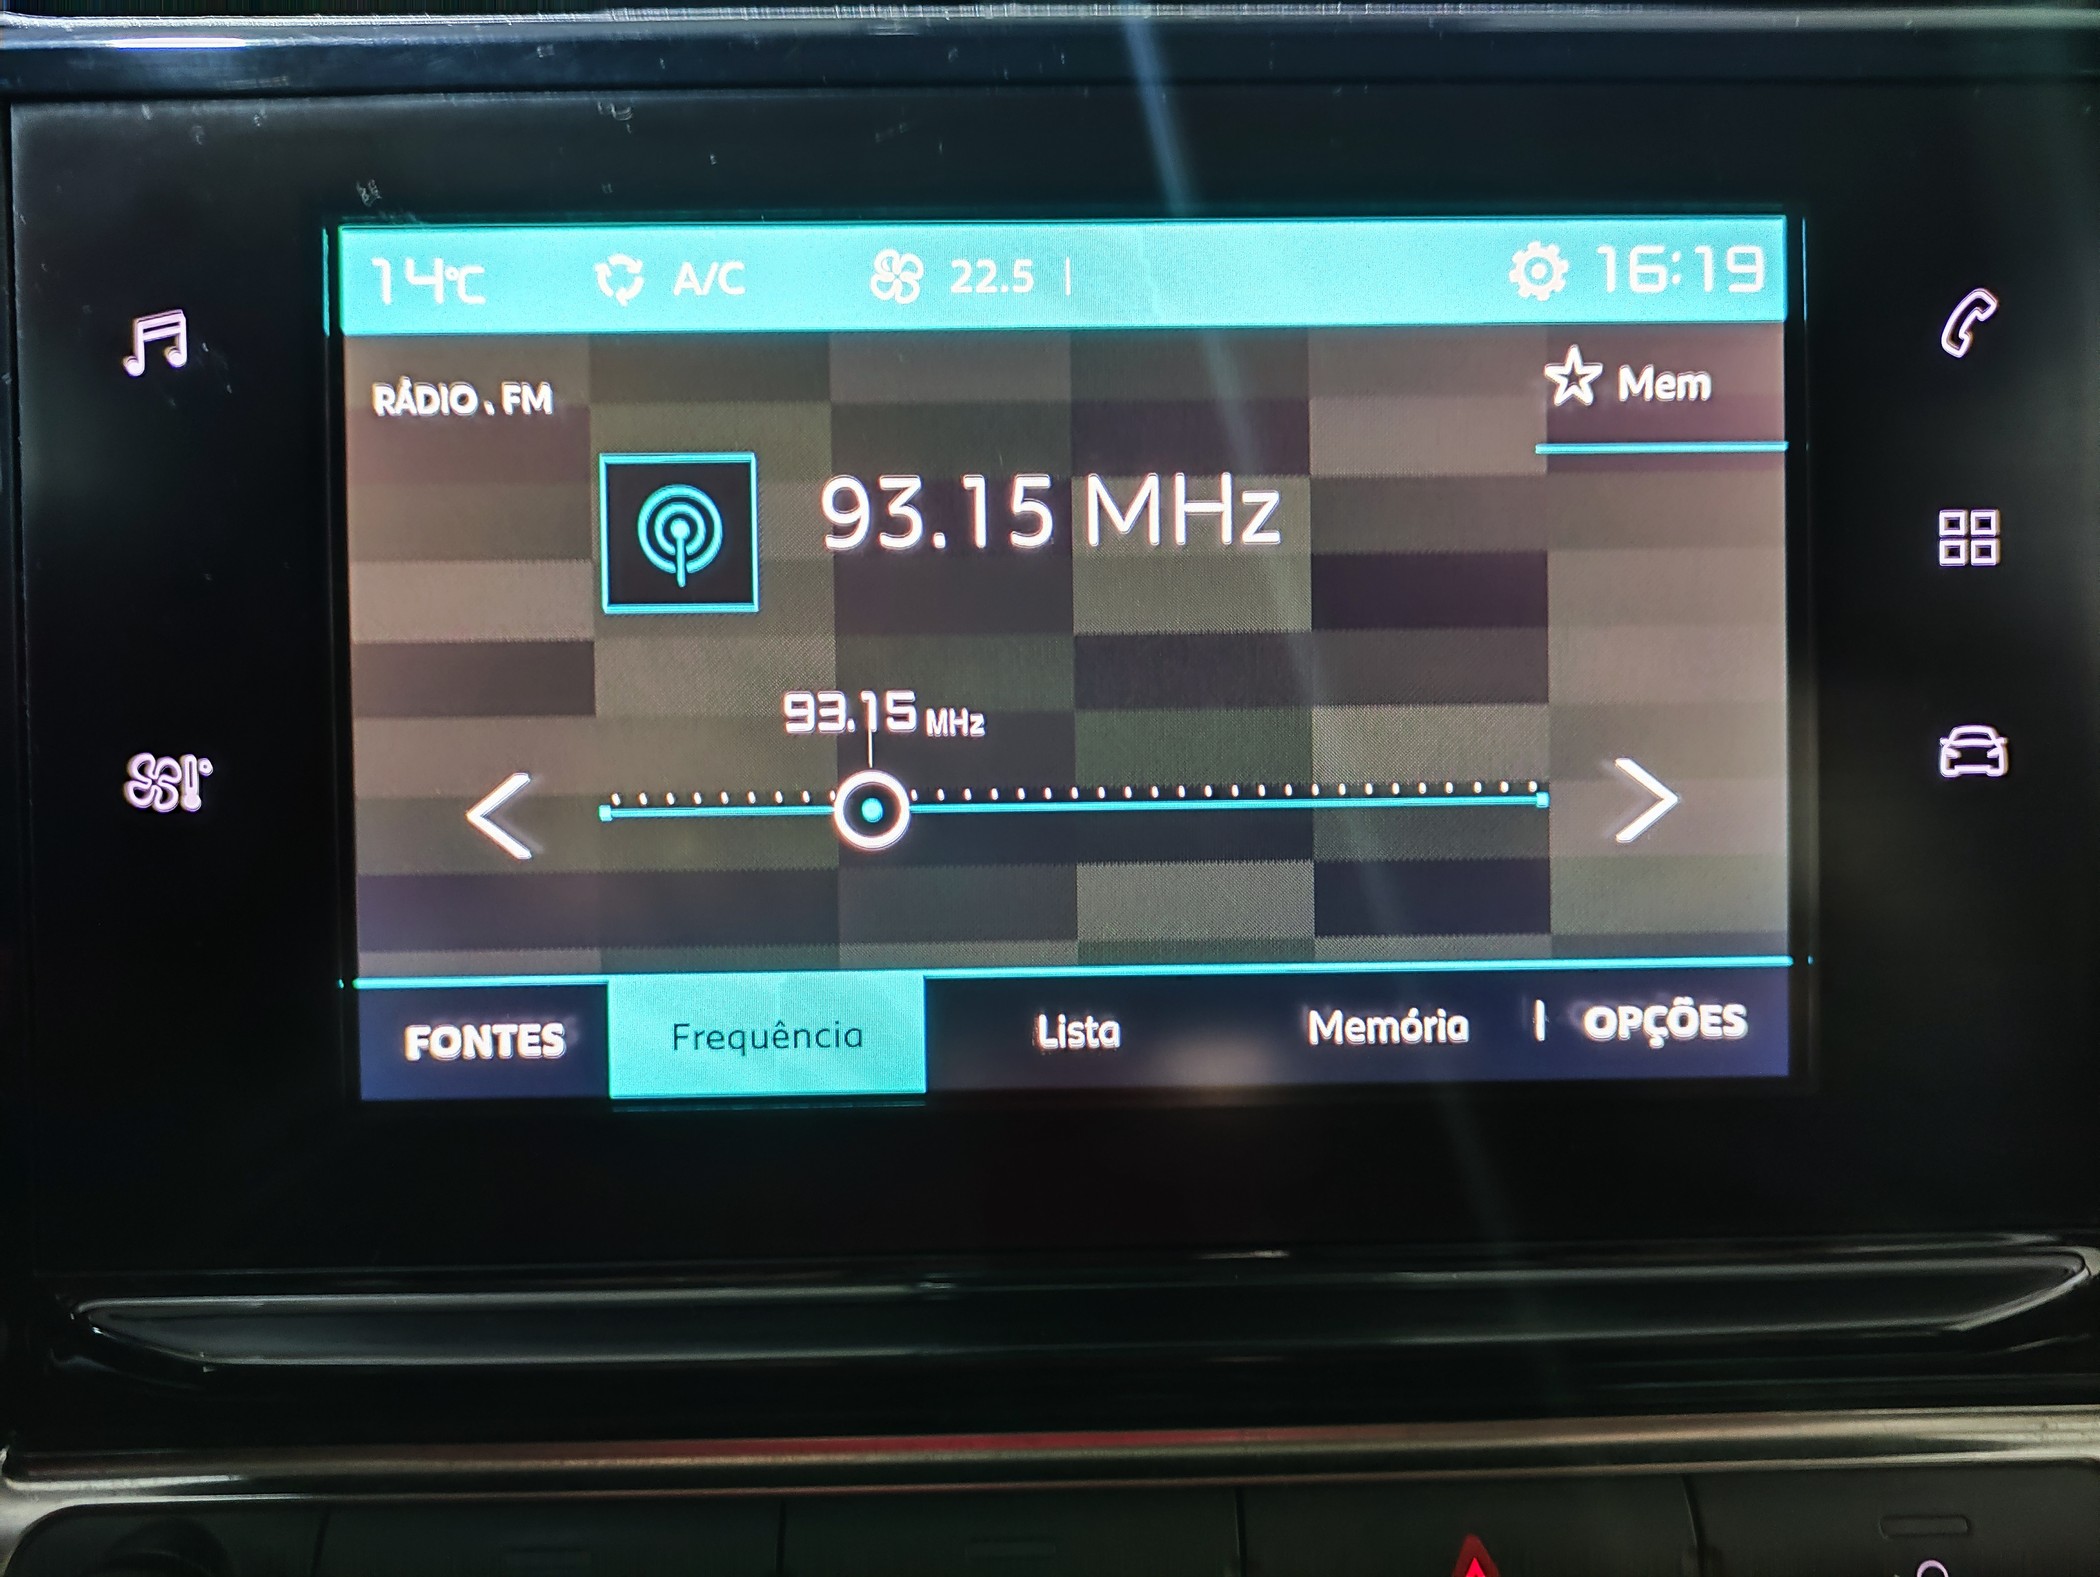 14°C A/C 22.5 16:19
RÁDIO . FM
Mem
93.15 MHz
93.15 MHz
FONTES Frequência Lista Memória OPÇÕES